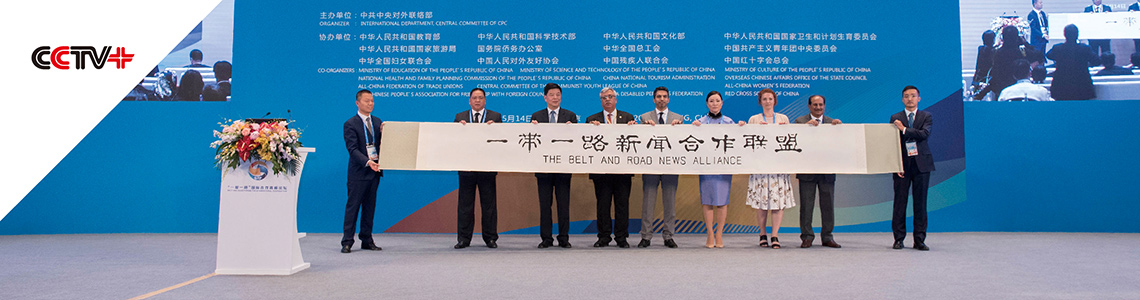 CCTV+
主办单位：中共中央对外联络部
ORGANIZER : INTERNATIONAL DEPARTMENT, CENTRAL COMMITTEE OF CPC
协办单位：中华人民共和国教育部 中华人民共和国科学技术部 中华人民共和国文化部 中华人民共和国国家卫生和计划生育委员会
中华人民共和国国家旅游局 国务院侨务办公室 中华全国总工会 中国共产主义青年团中央委员会
中华全国妇女联合会 中国人民对外友好协会 中国残疾人联合会 中国红十字会总会
CO-ORGANIZERS : MINISTRY OF EDUCATION OF THE PEOPLE'S REPUBLIC OF CHINA MINISTRY OF SCIENCE AND TECHNOLOGY OF THE PEOPLE'S REPUBLIC OF CHINA MINISTRY OF CULTURE OF THE PEOPLE'S REPUBLIC OF CHINA
NATIONAL HEALTH AND FAMILY PLANNING COMMISSION OF THE PEOPLE'S REPUBLIC OF CHINA CHINA NATIONAL TOURISM ADMINISTRATION OVERSEAS CHINESE AFFAIRS OFFICE OF THE STATE COUNCIL
ALL-CHINA FEDERATION OF TRADE UNIONS CENTRAL COMMUNIST YOUTH LEAGUE OF CHINA ALL-CHINA WOMEN'S FEDERATION
CHINESE PEOPLE'S ASSOCIATION FOR WITH FOREIGN DISABLED FEDERATION RED CROSS SOCIETY OF CHINA
5月14日
一带一路新闻合作联盟
THE BELT AND ROAD NEWS ALLIANCE